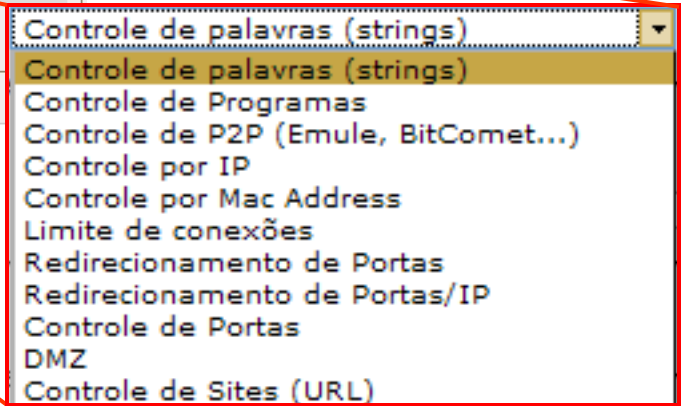 Controle de palavras (strings)
Controle de palavras (strings)
Controle de Programas
Controle de P2P (Emule, BitComet...)
Controle por IP
Controle por Mac Address
Limite de conexões
Redirecionamento de Portas
Redirecionamento de Portas/IP
Controle de Portas
DMZ
Controle de Sites (URL)